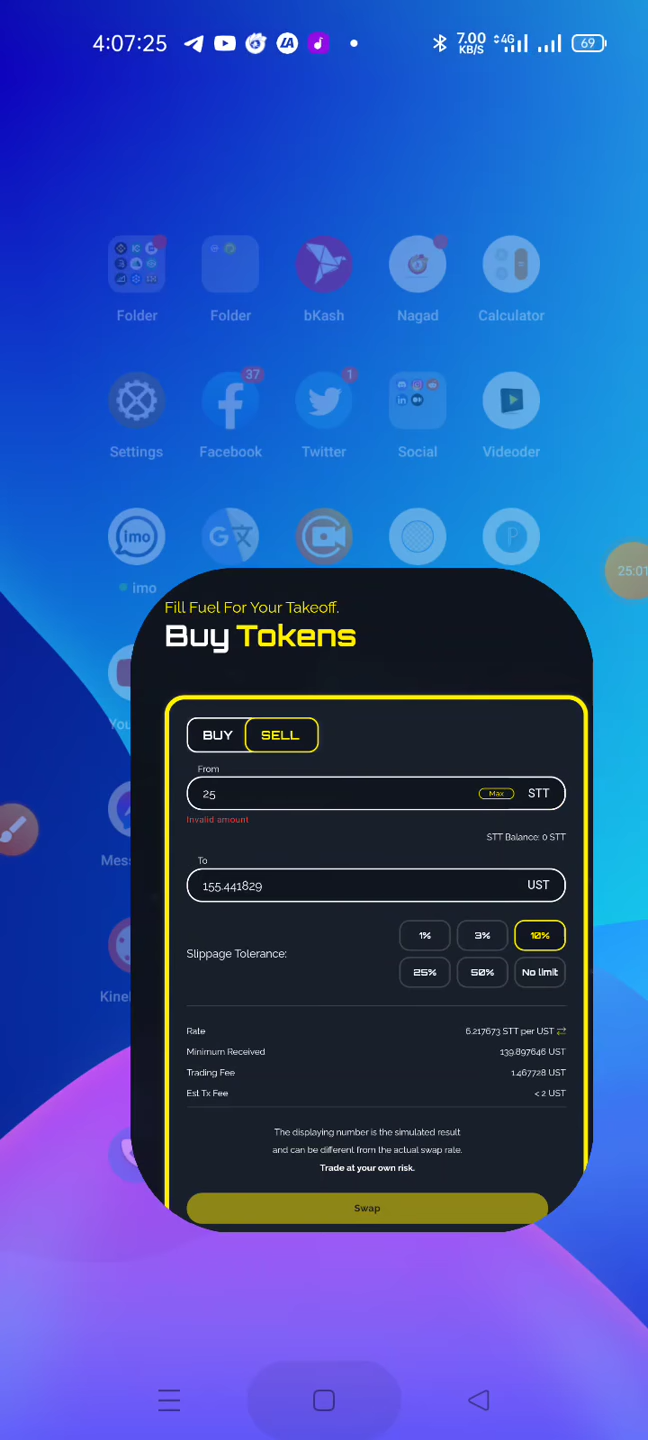 4:07:25
7.00
KB/S
4G
69
Folder
Folder
bKash
Nagad
Calculator
37
1
Settings
Facebook
Twitter
Social
Videoder
imo
imo
25:01
Fill Fuel For Your Takeoff.
Buy Tokens
BUY
SELL
From
25
Max
STT
Invalid amount
STT Balance: 0 STT
To
155.441829
UST
1%
3%
10%
Slippage Tolerance:
25%
50%
No limit
Rate
6.217673 STT per UST
Minimum Received
139.897646 UST
Trading Fee
1.467728 UST
Est Tx Fee
< 2 UST
The displaying number is the simulated result
and can be different from the actual swap rate.
Trade at your own risk.
Swap